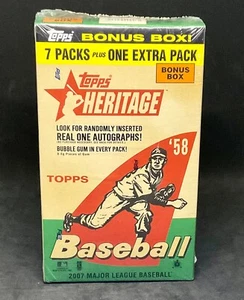 Topps BONUS BOX!
7 PACKS PLUS ONE EXTRA PACK
BONUS
BOX
Topps
HERITAGE
LOOK FOR RANDOMLY INSERTED
REAL ONE AUTOGRAPHS!
BUBBLE GUM IN EVERY PACK!
'58
TOPPS
Baseball
2007 MAJOR LEAGUE BASEBALL